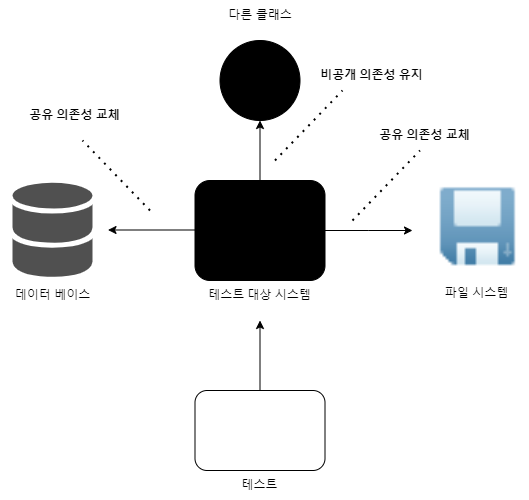 다른 클래스
비공개 의존성 유지
공유 의존성 교체
공유 의존성 교체
데이터 베이스
테스트 대상 시스템
파일 시스템
테스트